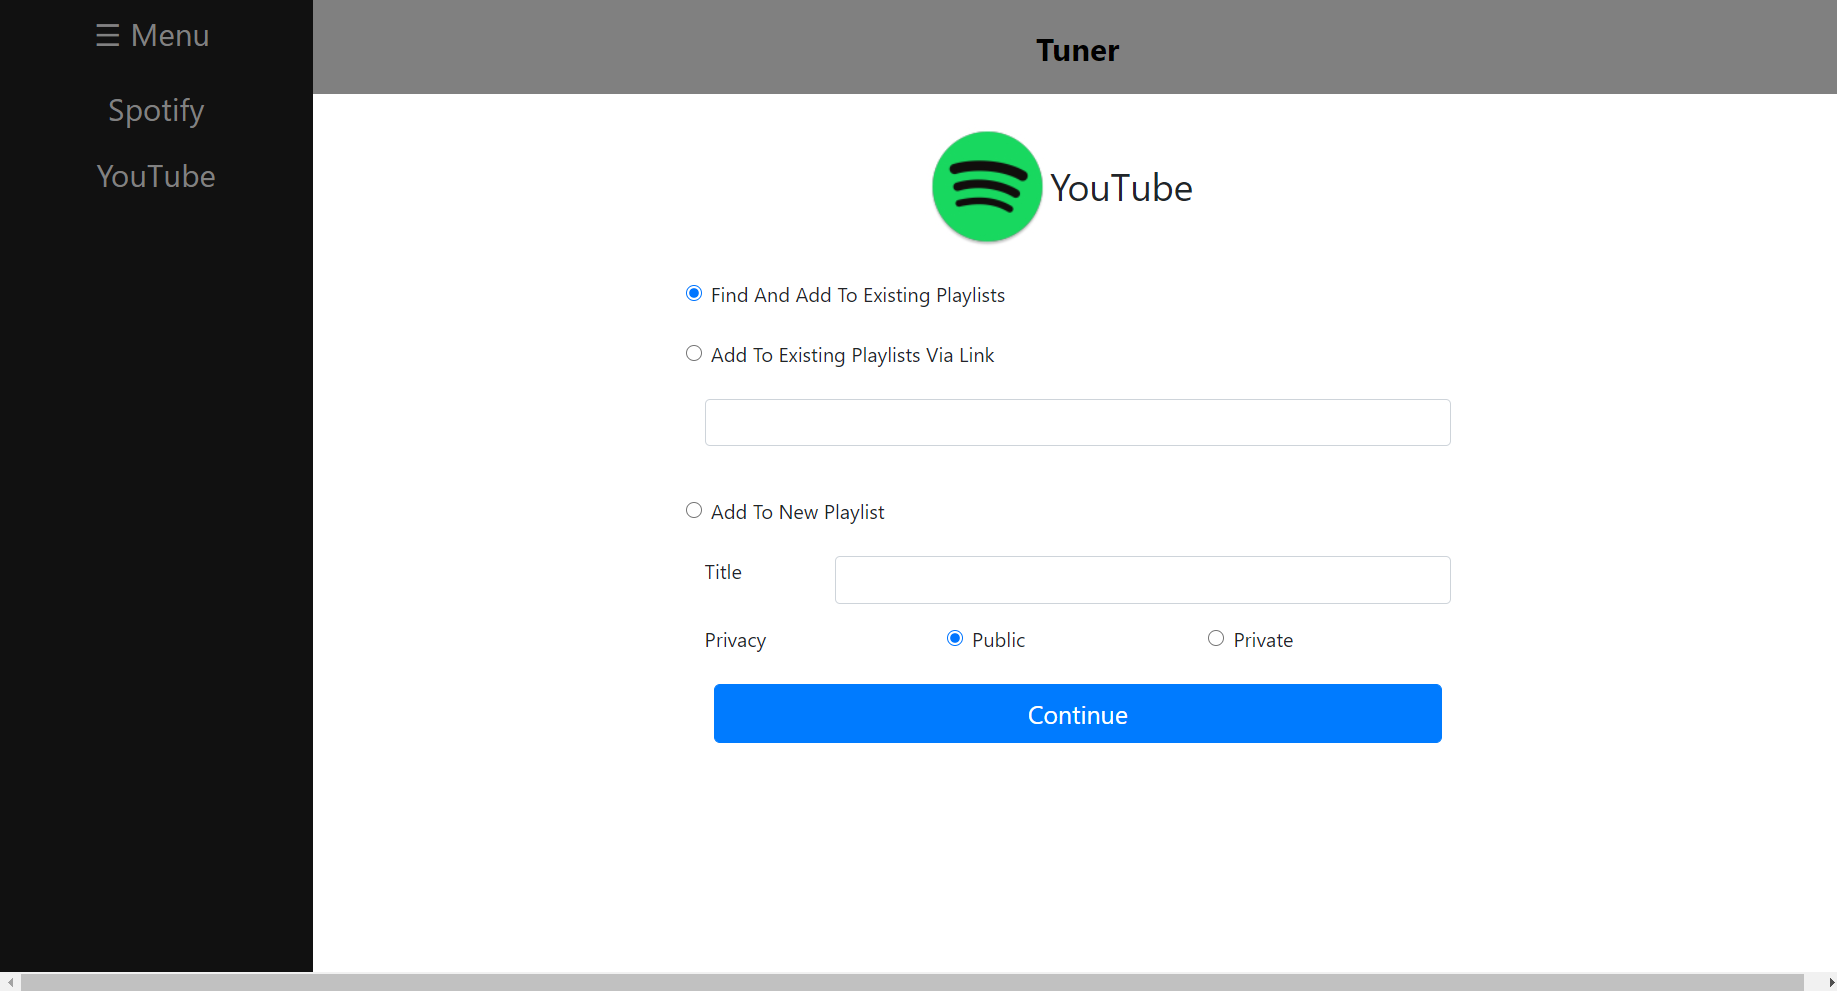 ☰ Menu
Tuner
Spotify
YouTube
YouTube
Find And Add To Existing Playlists
Add To Existing Playlists Via Link
Add To New Playlist
Title
Privacy Public Private
Continue